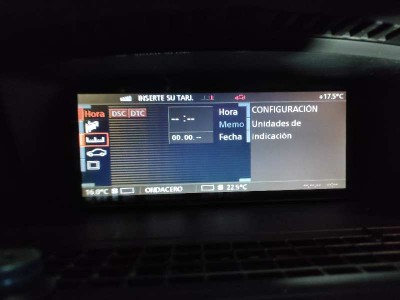 INSERTE SU TARJ.
+17.5°C
Hora
DSC DTC
-- :--
00.00.--
Hora
Memo
Fecha
CONFIGURACIÓN
Unidades de
indicación
16.0°C
ONDACERO
22.5°C
--.--.--